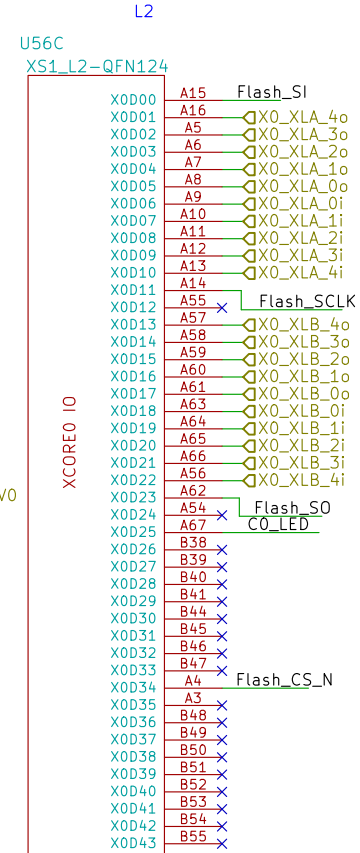 L2
U56C
XS1_L2-QFN124
X0D00 A15 Flash_SI
X0D01 A16 X0_XLA_4o
X0D02 A5 X0_XLA_3o
X0D03 A6 X0_XLA_2o
X0D04 A7 X0_XLA_1o
X0D05 A8 X0_XLA_0o
X0D06 A9 X0_XLA_0i
X0D07 A10 X0_XLA_1i
X0D08 A11 X0_XLA_2i
X0D09 A12 X0_XLA_3i
X0D10 A13 X0_XLA_4i
X0D11 A14 Flash_SCLK
X0D12 A55
X0D13 A57 X0_XLB_4o
X0D14 A58 X0_XLB_3o
X0D15 A59 X0_XLB_2o
X0D16 A60 X0_XLB_1o
X0D17 A61 X0_XLB_0o
X0D18 A63 X0_XLB_0i
X0D19 A64 X0_XLB_1i
X0D20 A65 X0_XLB_2i
X0D21 A66 X0_XLB_3i
X0D22 A56 X0_XLB_4i
X0D23 A62 Flash_SO
X0D24 A54
X0D25 A67 C0_LED
X0D26 B38
X0D27 B39
X0D28 B40
X0D29 B41
X0D30 B44
X0D31 B45
X0D32 B46
X0D33 B47
X0D34 A4 Flash_CS_N
X0D35 A3
X0D36 B48
X0D37 B49
X0D38 B50
X0D39 B51
X0D40 B52
X0D41 B53
X0D42 B54
X0D43 B55
XCORE0 IO
V0